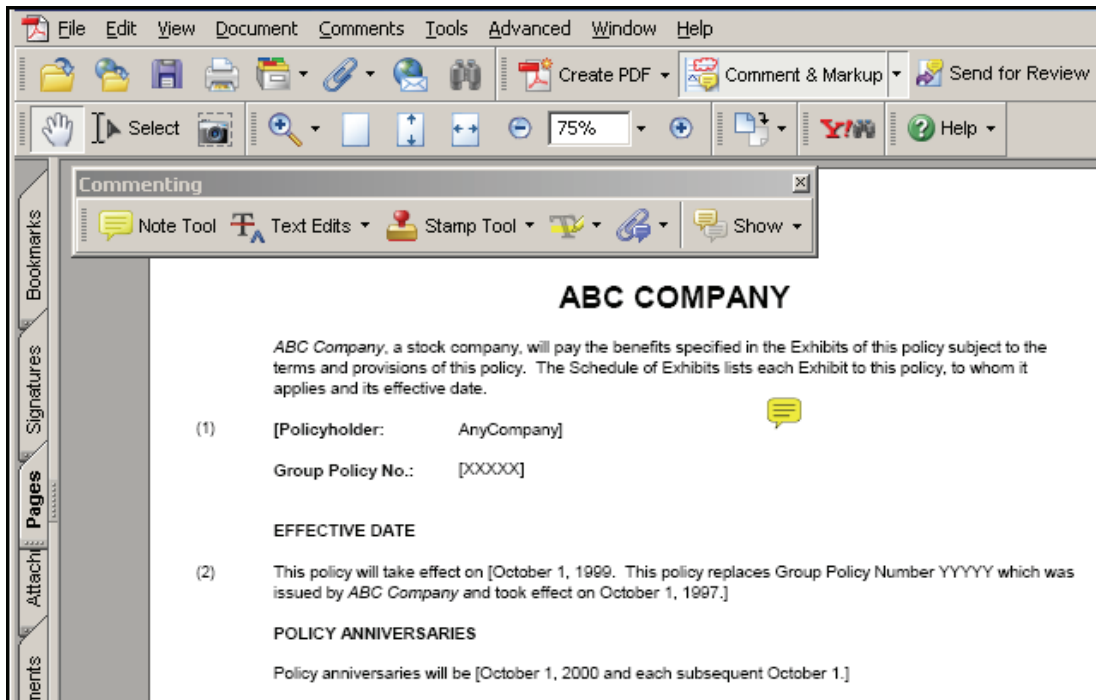 File Edit View Document Comments Tools Advanced Window Help
Create PDF Comment & Markup Send for Review
Select 75% Y! Help
Commenting
Note Tool Text Edits Stamp Tool Show
Bookmarks
Signatures
Pages
ABC COMPANY
ABC Company, a stock company, will pay the benefits specified in the Exhibits of this policy subject to the
terms and provisions of this policy. The Schedule of Exhibits lists each Exhibit to this policy, to whom it
applies and its effective date.
(1) [Policyholder: AnyCompany]
Group Policy No.: [XXXXX]
EFFECTIVE DATE
(2) This policy will take effect on [October 1, 1999. This policy replaces Group Policy Number YYYYY which was
issued by ABC Company and took effect on October 1, 1997.]
POLICY ANNIVERSARIES
Policy anniversaries will be [October 1, 2000 and each subsequent October 1.]
Attach
ments